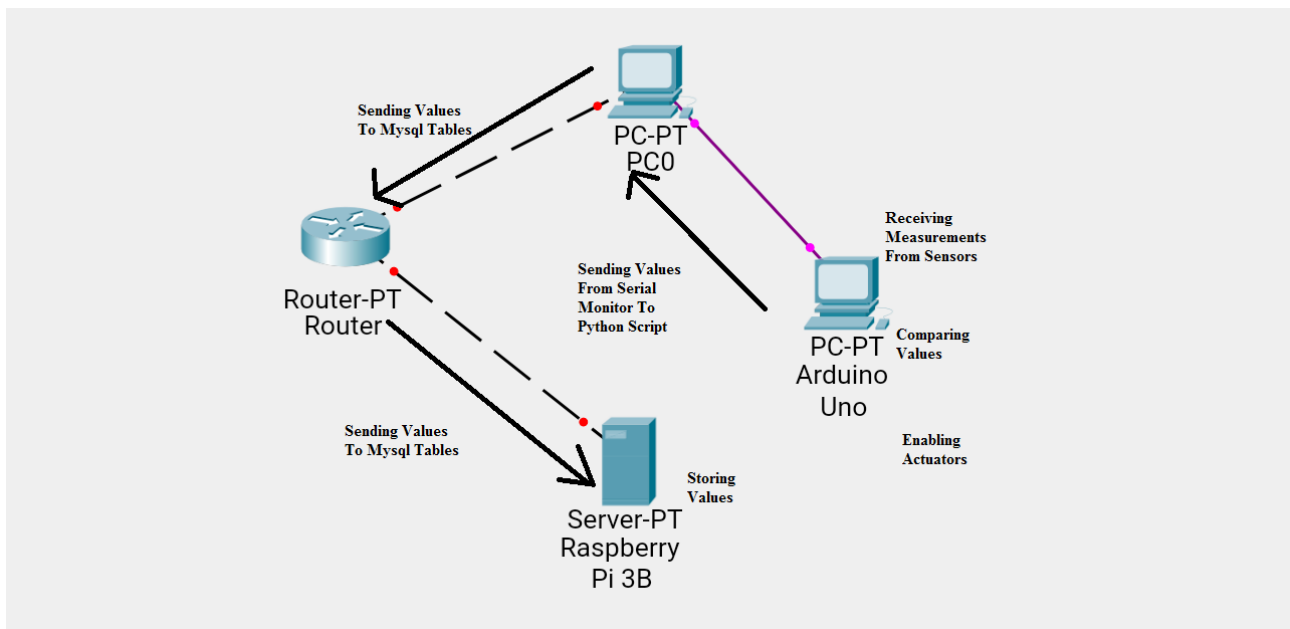 Sending Values
To Mysql Tables
PC-PT
PC0
Receiving
Measurements
From Sensors
Sending Values
From Serial
Monitor To
Python Script
Router-PT
Router
Comparing
Values
PC-PT
Arduino
Uno
Sending Values
To Mysql Tables
Enabling
Actuators
Storing
Values
Server-PT
Raspberry
Pi 3B